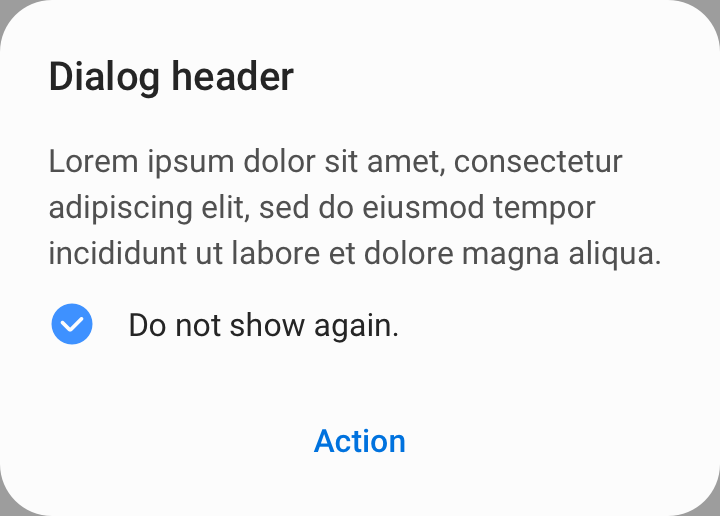 Dialog header
Lorem ipsum dolor sit amet, consectetur
adipiscing elit, sed do eiusmod tempor
incididunt ut labore et dolore magna aliqua.
Do not show again.
Action